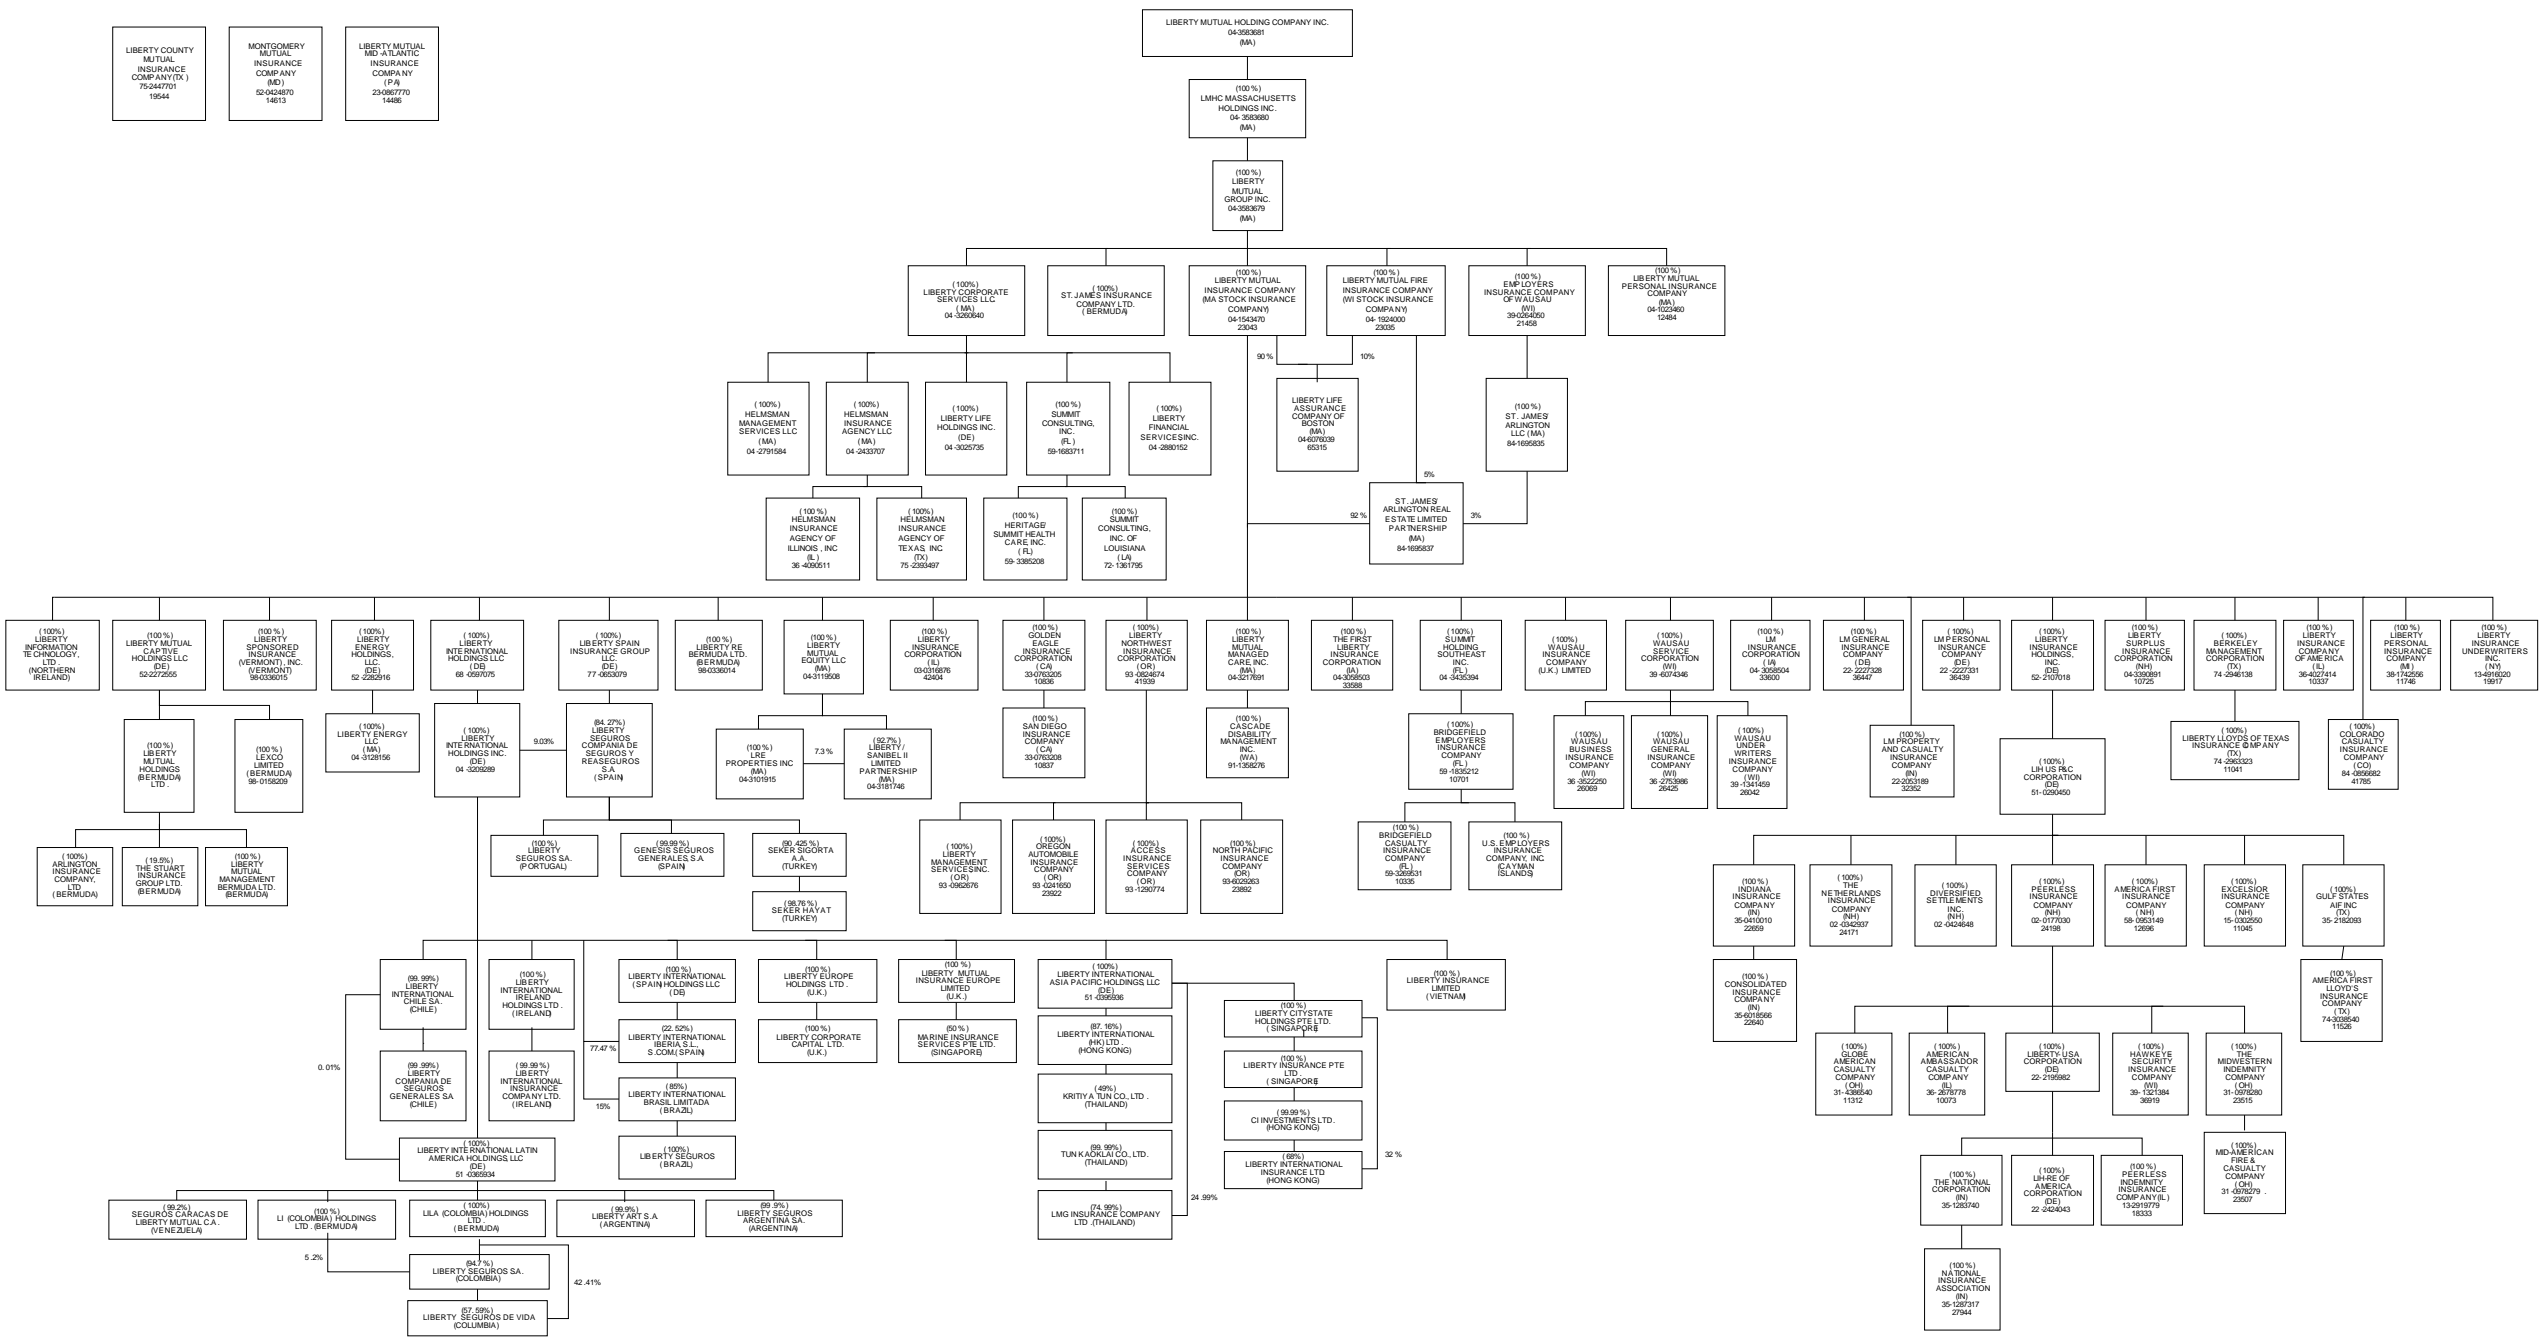 LIBERTY MUTUAL HOLDING COMPANY INC.
04-3583681
(MA)
LIBERTY COUNTY
MUTUAL
INSURANCE
COMPANY(TX )
75-2447701
19544
MONTGOMERY
MUTUAL
INSURANCE
COMPANY
(MD)
52-0424870
14613
LIBERTY MUTUAL
MID -ATLANTIC
INSURANCE
COMPANY
( PA)
23-0867770
14486
(100 %)
LMHC MASSACHUSETTS
HOLDINGS INC.
04- 3583680
(MA)
(100 %)
LIBERTY
MUTUAL
GROUP INC.
04-3583679
(MA)
( 100%)
LIBERTY CORPORATE
SERVICES LLC
( MA)
04 -3260640
( 100%)
ST. JAMES INSURANCE
COMPANY LTD.
( BERMUDA)
(100 %)
LIBERTY MUTUAL
INSURANCE COMPANY
(MA STOCK INSURANCE
COMPANY)
04-1543470
23043
(100 %)
LIBERTY MUTUAL FIRE
INSURANCE COMPANY
(WI STOCK INSURANCE
COMPANY)
04- 1924000
23035
(100 %)
EMPLOYERS
INSURANCE COMPANY
OF WAUSAU
(WI)
39-0264050
21458
(100 %)
LIBERTY MUTUAL
PERSONAL INSURANCE
COMPANY
(MA)
04-1023460
12484
90 %
10%
( 100%)
HELMSMAN
MANAGEMENT
SERVICES LLC
(MA)
04 -2791584
( 100%)
HELMSMAN
INSURANCE
AGENCY LLC
( MA)
04 -2433707
(100%)
LIBERTY LIFE
HOLDINGS INC.
(DE)
04 -3025735
(100 %)
SUMMIT
CONSULTING,
INC.
(FL )
59-1683711
( 100%)
LIBERTY
FINANCIAL
SERVICES INC.
04 -2880152
LIBERTY LIFE
ASSURANCE
COMPANY OF
BOSTON
(MA)
04-6076039
65315
(100 %)
ST . JAMES/
ARLINGTON
LLC ( MA)
84-1695835
5%
( 100 %)
HELMSMAN
INSURANCE
AGENCY OF
ILLINOIS , INC
(IL )
36 -4090511
( 100%)
HELMSMAN
INSURANCE
AGENCY OF
TEXAS, INC
(TX)
75 -2393497
(100 %)
HERITAGE/
SUMMIT HEALTH
CARE, INC.
( FL)
59- 3385208
(100%)
SUMMIT
CONSULTING,
INC. OF
LOUISIANA
( LA)
72- 1361795
92 %
ST. JAMES/
ARLINGTON REAL
ESTATE LIMITED
PARTNERSHIP
(MA)
84-1695837
3%
(100%)
LIBERTY
INFORMATION
TECHNOLOGY,
LTD .
(NORTHERN
IRELAND)
(100 %)
LIBERTY MUTUAL
CAPTIVE
HOLDINGS LLC
(DE)
52-2272555
(100 %)
LIBERTY
SPONSORED
INSURANCE
(VERMONT), INC.
(VERMONT)
98-0336015
(100%)
LIBERTY
ENERGY
HOLDINGS,
LLC.
(DE)
52 -2282916
( 100%)
LIBERTY
INTERNATIONAL
HOLDINGS LLC
(DE)
68 -0597075
(100%)
LIBERTY SPAIN
INSURANCE GROUP
LLC.
(DE)
77 -0653079
(100 %)
LIBERTY RE
(BERMUDA) LTD.
(BERMUDA)
98-0336014
(100%)
LIBERTY
MUTUAL
EQUITY LLC
(MA)
04-3119508
( 100%)
LIBERTY
INSURANCE
CORPORATION
(IL)
03-0316876
42404
(100 %)
GOLDEN
EAGLE
INSURANCE
CORPORATION
(CA)
33-0763205
10836
(100%)
LIBERTY
NORTHWEST
INSURANCE
CORPORATION
(OR)
93 -0824674
41939
(100%)
LIBERTY
MUTUAL
MANAGED
CARE, INC.
(MA)
04-3217691
(100%)
THE FIRST
LIBERTY
INSURANCE
CORPORATION
(IA)
04-3058503
33588
(100%)
SUMMIT
HOLDING
SOUTHEAST
INC.
(FL )
04 -3435394
(100%)
WAUSAU
INSURANCE
COMPANY
(U.K.) LIMITED
(100%)
WAUSAU
SERVICE
CORPORATION
(WI)
39 -6074346
(100%)
LM
INSURANCE
CORPORATION
( IA)
04- 3058504
33600
(100%)
LM GENERAL
INSURANCE
COMPANY
( DE)
22- 2227328
36447
(100%)
LM PERSONAL
INSURANCE
COMPANY
(DE)
22 -2227331
36439
(100%)
LIBERTY
INSURANCE
HOLDINGS,
INC.
(DE)
52- 2107018
(100%)
LIBERTY
SURPLUS
INSURANCE
CORPORATION
(NH)
04-3390891
10725
(100%)
BERKELEY
MANAGEMENT
CORPORATION
(TX)
74 -2946138
(100%)
LIBERTY
INSURANCE
COMPANY
OF AMERICA
(IL)
36-4027414
10337
(100 %)
LIBERTY
PERSONAL
INSURANCE
COMPANY
(MI)
38-1742556
11746
(100 %)
LIBERTY
INSURANCE
UNDERWRITERS
INC.
(NY)
13-4916020
19917
(100 %)
LIBERTY
MUTUAL
HOLDINGS
(BERMUDA)
LTD .
(100 %)
LEXCO
LIMITED
( BERMUDA)
98- 0158209
( 100%)
LIBERTY ENERGY
LLC
( MA)
04 -3128156
(100%)
LIBERTY
INTERNATIONAL
HOLDINGS INC.
(DE)
04 -3209289
9.03%
(84. 27%)
LIBERTY
SEGUROS
COMPANIA DE
SEGUROS Y
REASEGUROS
S.A
(SPAIN)
(100 %)
LRE
PROPERTIES INC
(MA)
04-3101915
7.3 %
(92.7%)
LIBERTY /
SANIBEL II
LIMITED
PARTNERSHIP
(MA)
04-3181746
(100 %)
SAN DIEGO
INSURANCE
COMPANY
(CA)
33-0763208
10837
(100%)
CASCADE
DISABILITY
MANAGEMENT
INC.
(WA)
91-1358276
( 100%)
BRIDGEFIELD
EMPLOYERS
INSURANCE
COMPANY
( FL )
59 -1835212
10701
(100%)
WAUSAU
BUSINESS
INSURANCE
COMPANY
(WI)
36 -3522250
26069
(100%)
WAUSAU
GENERAL
INSURANCE
COMPANY
(WI)
36 -2753986
26425
( 100%)
WAUSAU
UNDER-
WRITERS
INSURANCE
COMPANY
( WI)
39 -1341459
26042
(100%)
LM PROPERTY
AND CASUALTY
INSURANCE
COMPANY
(IN)
22-2053189
32352
(100%)
LIH US P&C
CORPORATION
(DE)
51- 0290450
( 100%)
LIBERTY LLOYDS OF TEXAS
INSURANCE COMPANY
(TX)
74 -2963323
11041
( 100%)
COLORADO
CASUALTY
INSURANCE
COMPANY
(CO)
84 -0856682
41785
(100%)
ARLINGTON
INSURANCE
COMPANY,
LTD
( BERMUDA)
(19.5%)
THE STUART
INSURANCE
GROUP LTD.
(BERMUDA)
(100 %)
LIBERTY
MUTUAL
MANAGEMENT
BERMUDA LTD.
(BERMUDA)
(100 %)
LIBERTY
SEGUROS SA.
(PORTUGAL)
(99.99 %)
GENESIS SEGUROS
GENERALES, S.A.
(SPAIN)
(90 .425 %)
SEKER SIGORTA
A.A.
(TURKEY)
( 98.76 %)
SEKER HAYAT
(TURKEY)
( 100%)
LIBERTY
MANAGEMENT
SERVICES INC.
( OR)
93 -0962676
(100%)
OREGON
AUTOMOBILE
INSURANCE
COMPANY
( OR)
93 -0241650
23922
(100%)
ACCESS
INSURANCE
SERVICES
COMPANY
( OR)
93 -1290774
(100 %)
NORTH PACIFIC
INSURANCE
COMPANY
(OR)
93-6029263
23892
(100 %)
BRIDGEFIELD
CASUALTY
INSURANCE
COMPANY
(FL)
59-3269531
10335
(100 %)
U.S. EMPLOYERS
INSURANCE
COMPANY, INC
(CAYMAN
ISLANDS)
(100%)
INDIANA
INSURANCE
COMPANY
(IN)
35-0410010
22659
( 100%)
THE
NETHERLANDS
INSURANCE
COMPANY
(NH)
02 -0342937
24171
( 100%)
DIVERSIFIED
SETTLEMENTS
INC.
(NH)
02 -0424648
(100%)
PEERLESS
INSURANCE
COMPANY
(NH)
02-0177030
24198
(100%)
AMERICA FIRST
INSURANCE
COMPANY
( NH)
58- 0953149
12696
(100%)
EXCELSIOR
INSURANCE
COMPANY
( NH)
15-0302550
11045
( 100%)
GULF STATES
AIF INC
(TX)
35- 2182093
(99. 99%)
LIBERTY
INTERNATIONAL
CHILE SA.
(CHILE)
(100 %)
LIBERTY
INTERNATIONAL
IRELAND
HOLDINGS LTD .
( IRELAND)
(100 %)
LIBERTY INTERNATIONAL
(SPAIN) HOLDINGS LLC
( DE)
(100 %)
LIBERTY EUROPE
HOLDINGS LTD .
(U.K.)
(100 %)
LIBERTY MUTUAL
INSURANCE EUROPE
LIMITED
(U.K.)
( 100%)
LIBERTY INTERNATIONAL
ASIA PACIFIC HOLDINGS, LLC
(DE)
51 -0395936
(100 %)
LIBERTY INSURANCE
LIMITED
( VIETNAM)
(100%)
CONSOLIDATED
INSURANCE
COMPANY
(IN)
35-6018566
22640
(100 %)
AMERICA FIRST
LLOYD'S
INSURANCE
COMPANY
( TX)
74-3038540
11526
(100 %)
LIBERTY CITYSTATE
HOLDINGS PTE LTD.
( SINGAPORE)
0. 01%
(99 .99%)
LIBERTY
COMPANIA DE
SEGUROS
GENERALES SA
(CHILE)
( 99.99 %)
LIBERTY
INTERNATIONAL
INSURANCE
COMPANY LTD.
( IRELAND)
77.47 %
(22. 52%)
LIBERTY INTERNATIONAL
IBERIA, S.L.,
S.COM.( SPAIN)
(100 %)
LIBERTY CORPORATE
CAPITAL LTD.
(U.K.)
(50 %)
MARINE INSURANCE
SERVICES PTE LTD.
(SINGAPORE)
(87. 16%)
LIBERTY INTERNATIONAL
(HK) LTD .
(HONG KONG)
(100 %)
LIBERTY INSURANCE PTE
LTD .
( SINGAPORE)
15%
(85%)
LIBERTY INTERNATIONAL
BRASIL LIMITADA
( BRAZIL)
( 49%)
KRITIYA TUN CO., LTD .
(THAILAND)
( 99.99 %)
CI INVESTMENTS LTD.
(HONG KONG)
(100%)
GLOBE
AMERICAN
CASUALTY
COMPANY
( OH)
31- 4386540
11312
(100%)
AMERICAN
AMBASSADOR
CASUALTY
COMPANY
(IL)
36- 2678778
10073
(100%)
LIBERTY- USA
CORPORATION
(DE)
22- 2195982
(100%)
HAWKEYE
SECURITY
INSURANCE
COMPANY
(WI)
39- 1321384
36919
(100%)
THE
MIDWESTERN
INDEMNITY
COMPANY
( OH)
31- 0978280
23515
( 100%)
LIBERTY INTERNATIONAL LATIN
AMERICA HOLDINGS, LLC
(DE)
51 -0365934
(100%)
LIBERTY SEGUROS
( BRAZIL)
(99. 99%)
TUN KAOKLAI CO., LTD.
(THAILAND)
( 68%)
LIBERTY INTERNATIONAL
INSURANCE LTD
(HONG KONG)
32 %
(100 %)
THE NATIONAL
CORPORATION
(IN)
35-1283740
(100%)
LIH-RE OF
AMERICA
CORPORATION
(DE)
22 -2424043
(100 %)
PEERLESS
INDEMNITY
INSURANCE
COMPANY(IL)
13-2919779
18333
(100%)
MID-AMERICAN
FIRE &
CASUALTY
COMPANY
( OH)
31 -0978279 .
23507
( 99.2%)
SEGUROS CARACAS DE
LIBERTY MUTUAL C.A .
(VENEZUELA)
(100 %)
LI (COLOMBIA) HOLDINGS
LTD . (BERMUDA)
( 100%)
LILA (COLOMBIA) HOLDINGS
LTD .
( BERMUDA)
( 99.9%)
LIBERTY ART S.A.
( ARGENTINA)
(99 .9%)
LIBERTY SEGUROS
ARGENTINA SA.
(ARGENTINA)
(74. 99%)
LMG INSURANCE COMPANY
LTD .(THAILAND)
24 .99%
5 .2%
(94.7 %)
LIBERTY SEGUROS SA.
(COLOMBIA)
42 .41%
(57. 59%)
LIBERTY SEGUROS DE VIDA
(COLUMBIA)
(100 %)
NATIONAL
INSURANCE
ASSOCIATION
(IN)
35-1287317
27944